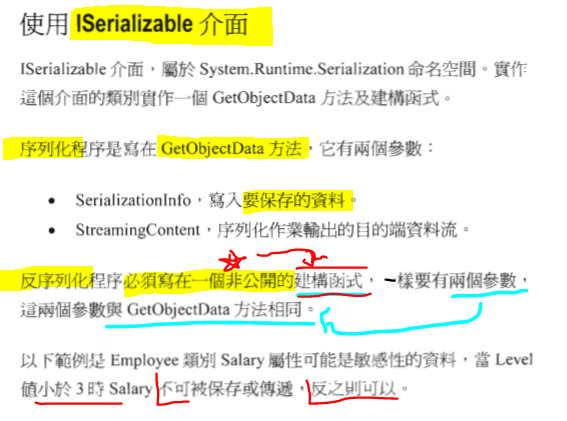 使用 ISerializable 介面
ISerializable 介面，屬於 System.Runtime.Serialization 命名空間。實作
這個介面的類別實作一個 GetObjectData 方法及建構函式。
序列化程序是寫在 GetObjectData 方法，它有兩個參數：
• SerializationInfo，寫入要保存的資料。
• StreamingContent，序列化作業輸出的目的端資料流。
反序列化程序必須寫在一個非公開的建構函式，一樣要有兩個參數，
這兩個參數與 GetObjectData 方法相同。
以下範例是 Employee 類別 Salary 屬性可能是敏感性的資料，當 Level
值小於 3 時 Salary 不可被保存或傳遞，反之則可以。